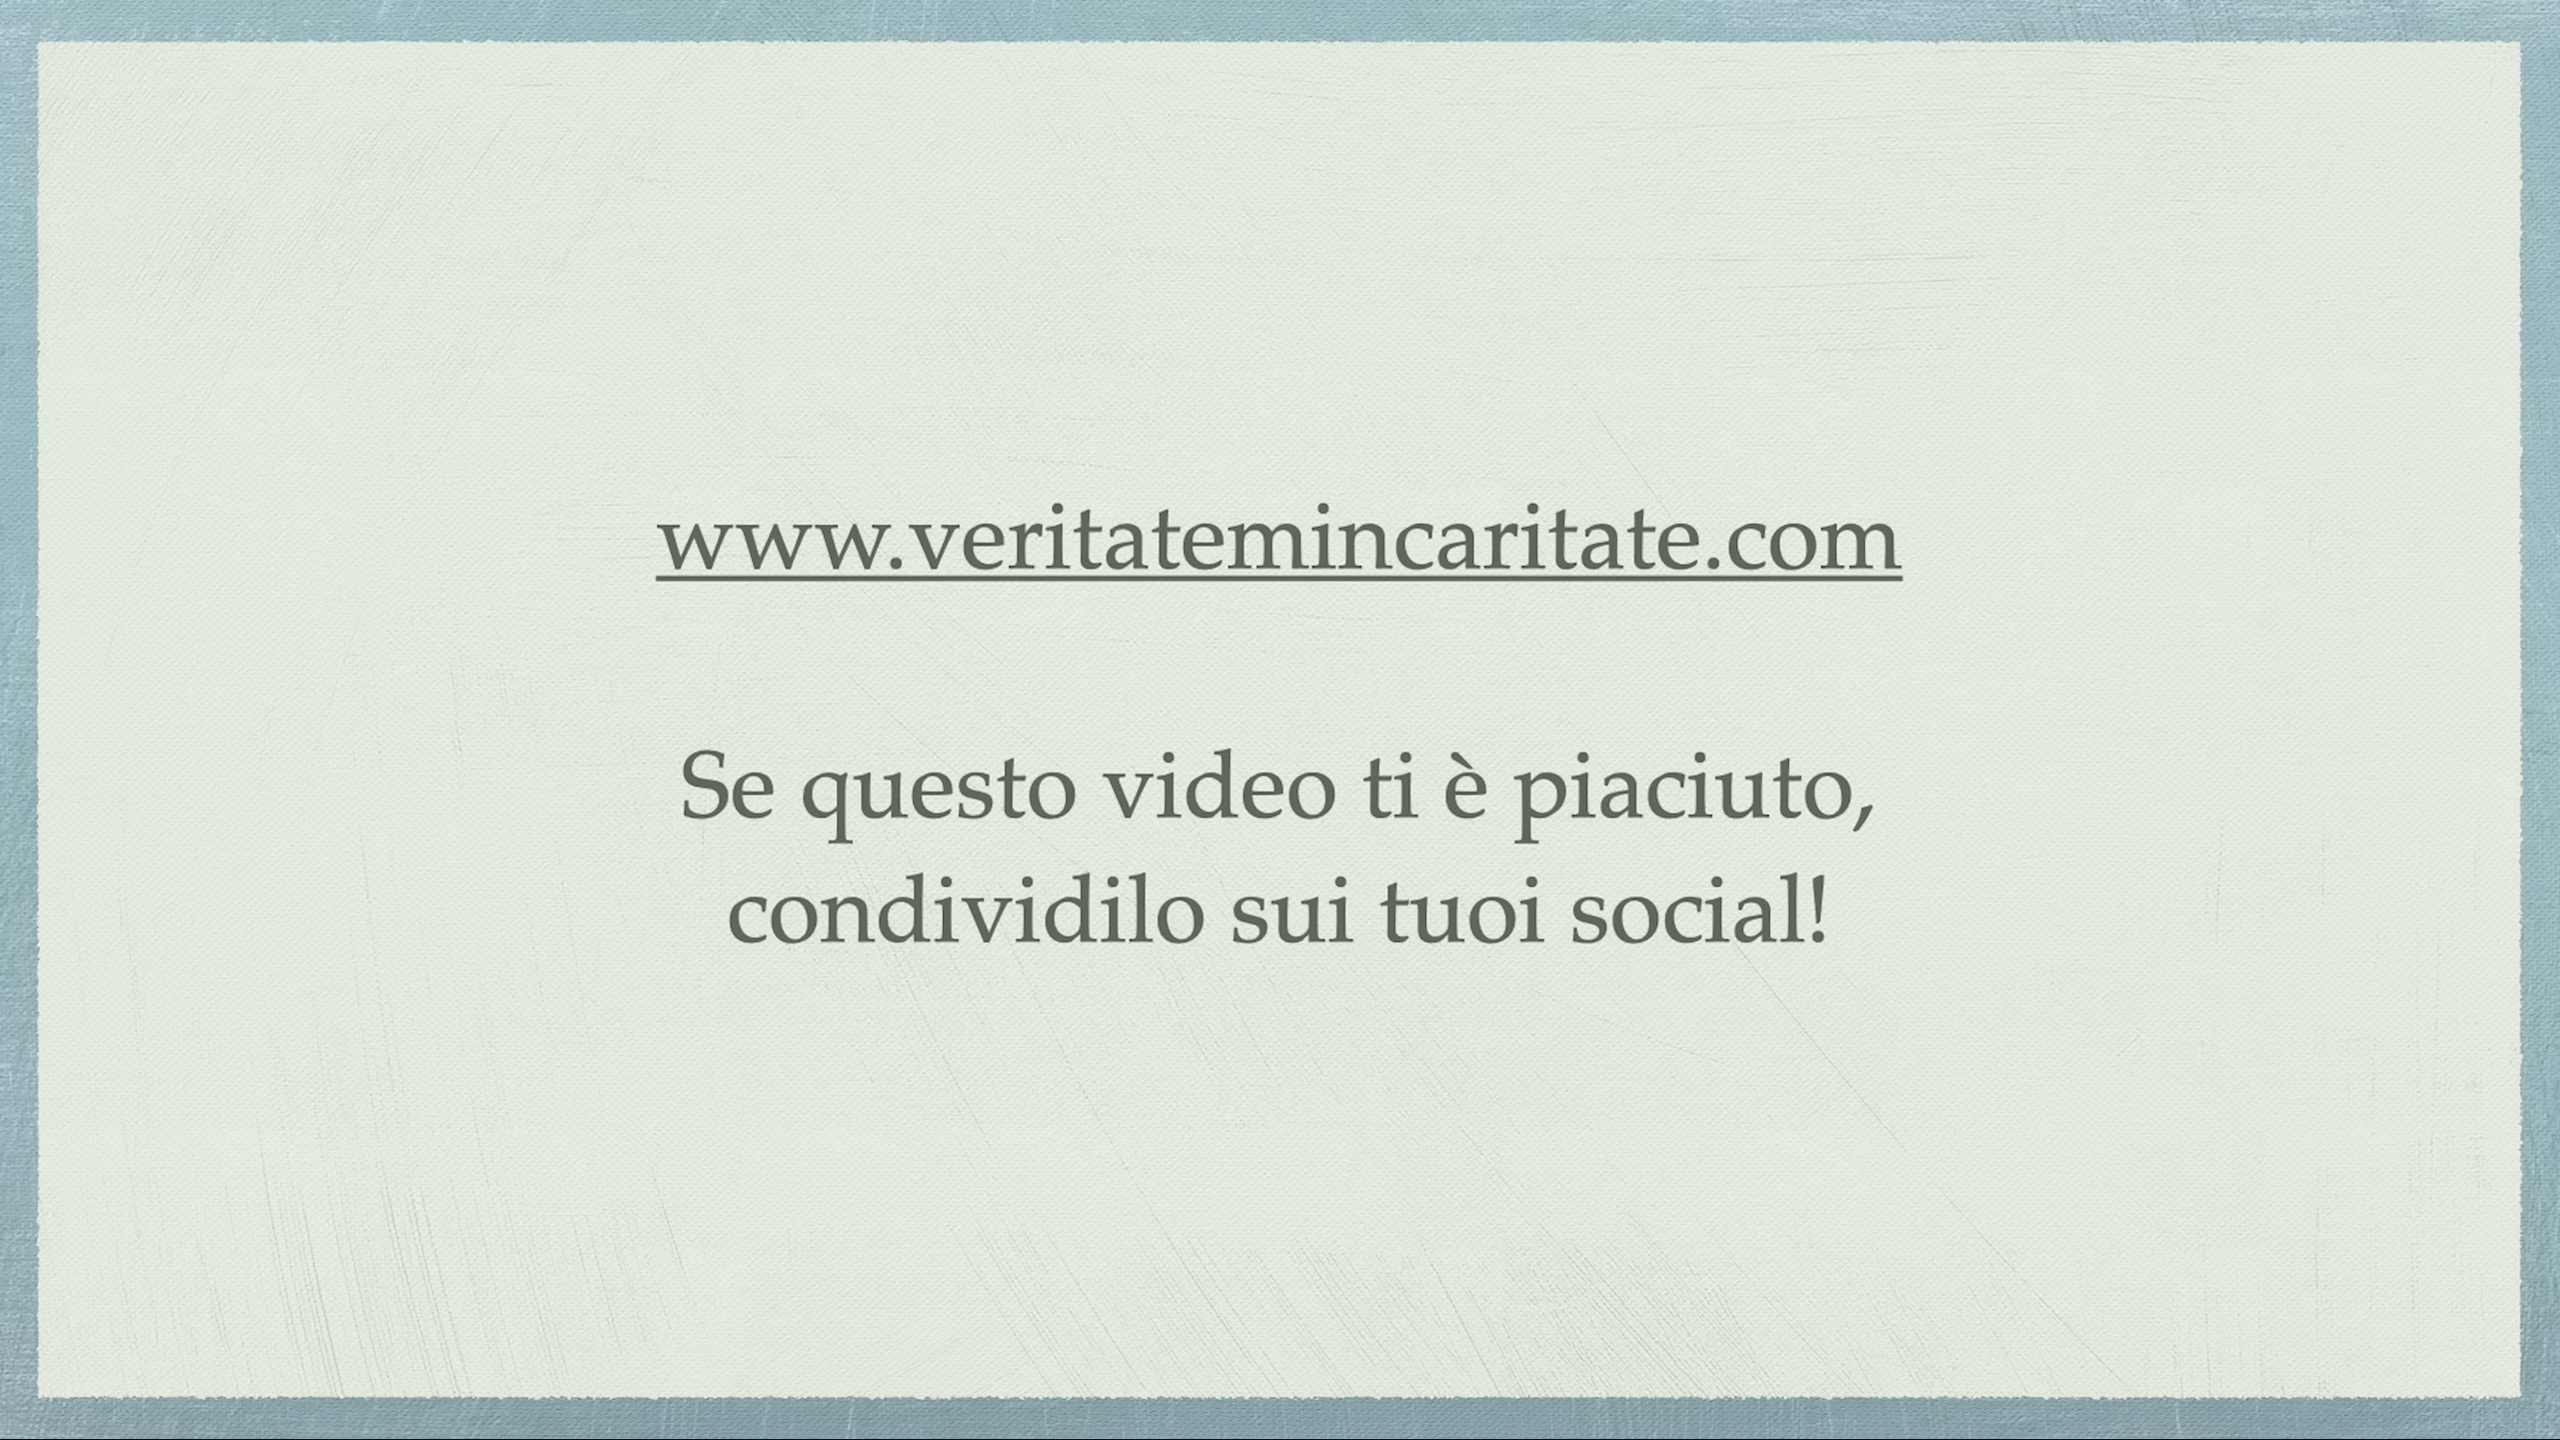 www.veritatemincaritate.com
Se questo video ti è piaciuto,
condividilo sui tuoi social!